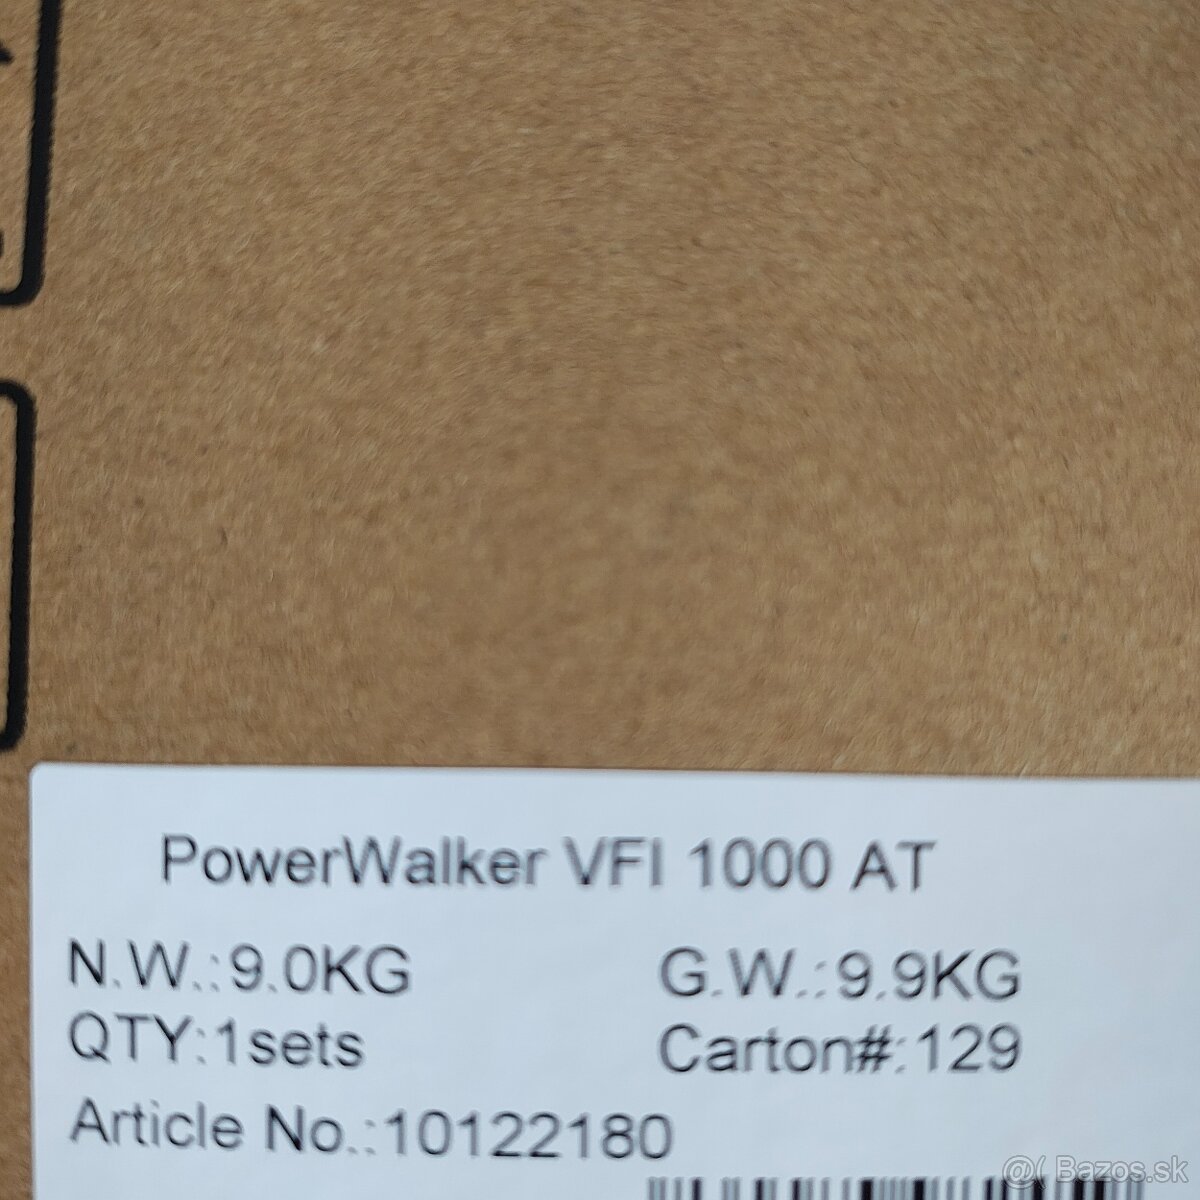 PowerWalker VFI 1000 AT
N.W.:9.0KG G.W.:9.9KG
QTY:1sets Carton#:129
Article No.:10122180
@( Bazos.sk